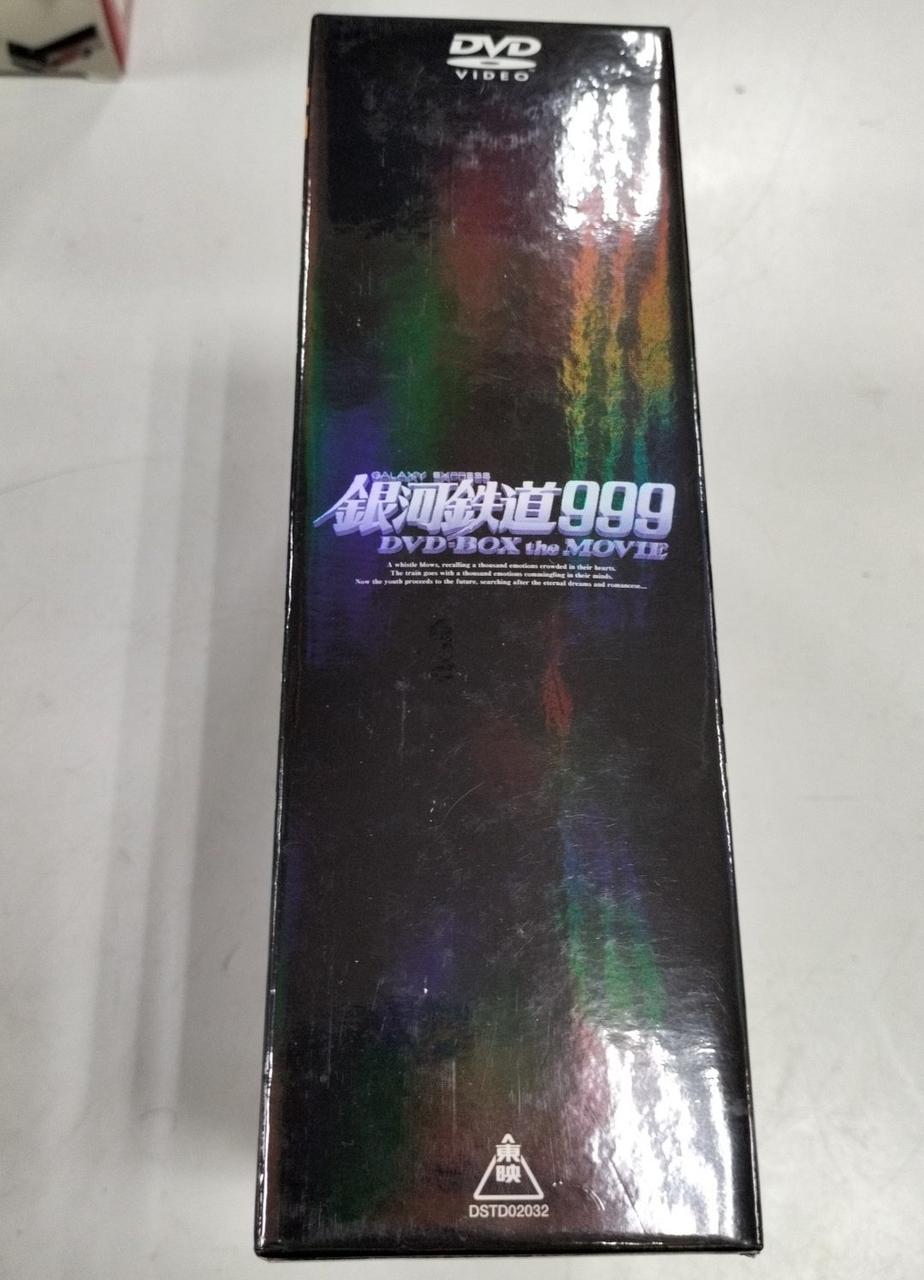 DVD
VIDEO
GALAXY EXPRESS
銀河鉄道999
DVD-BOX the MOVIE
A whistle blows, recalling a thousand emotions crowded in their hearts.
The train goes with a thousand emotions commingling in their minds.
Now the youth proceeds to the future, searching after the eternal dreams and romancese....
東映
DSTD02032